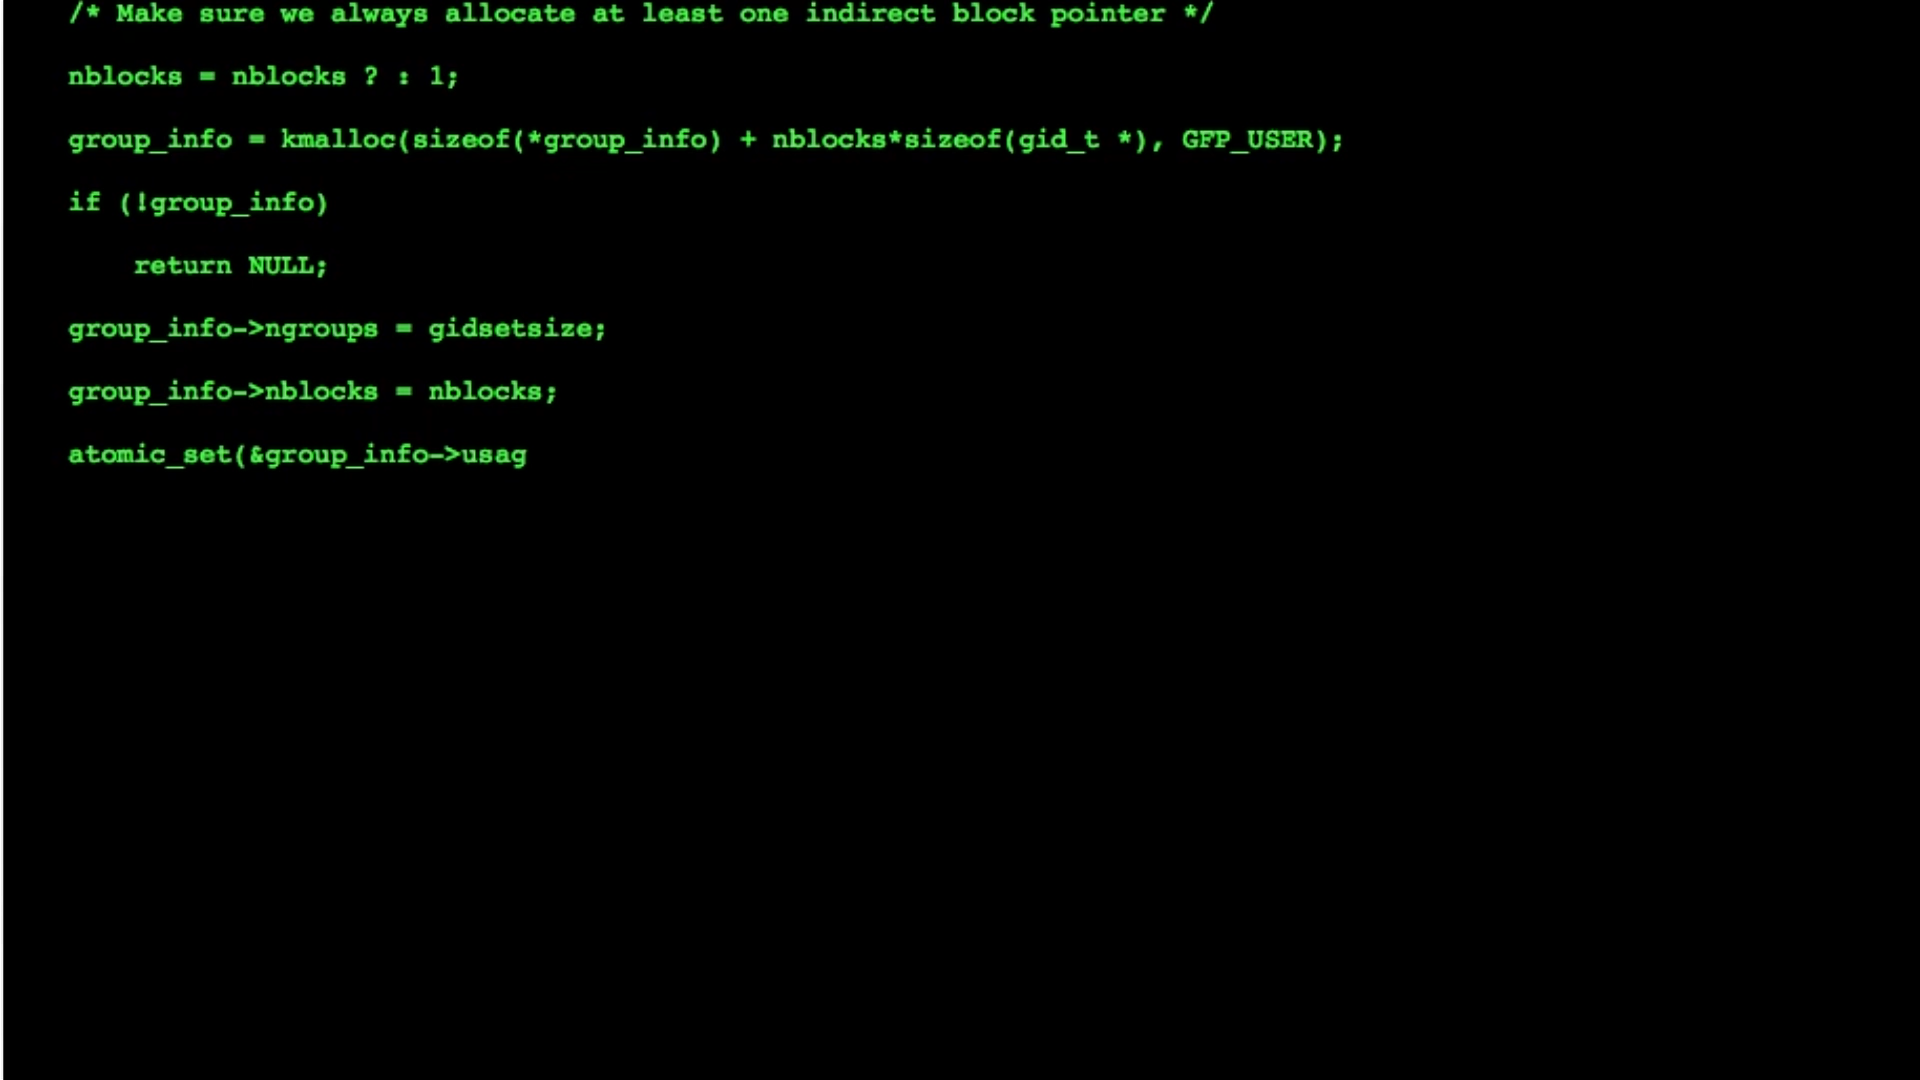 /* Make sure we always allocate at least one indirect block pointer */
nblocks = nblocks ? : 1;
group_info = kmalloc(sizeof(*group_info) + nblocks*sizeof(gid_t *), GFP_USER);
if (!group_info)
return NULL;
group_info->ngroups = gidsetsize;
group_info->nblocks = nblocks;
atomic_set(&group_info->usag